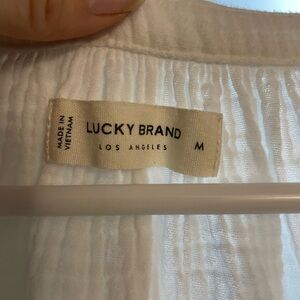 MADE IN
VIETNAM
LUCKY BRAND
LOS ANGELES M